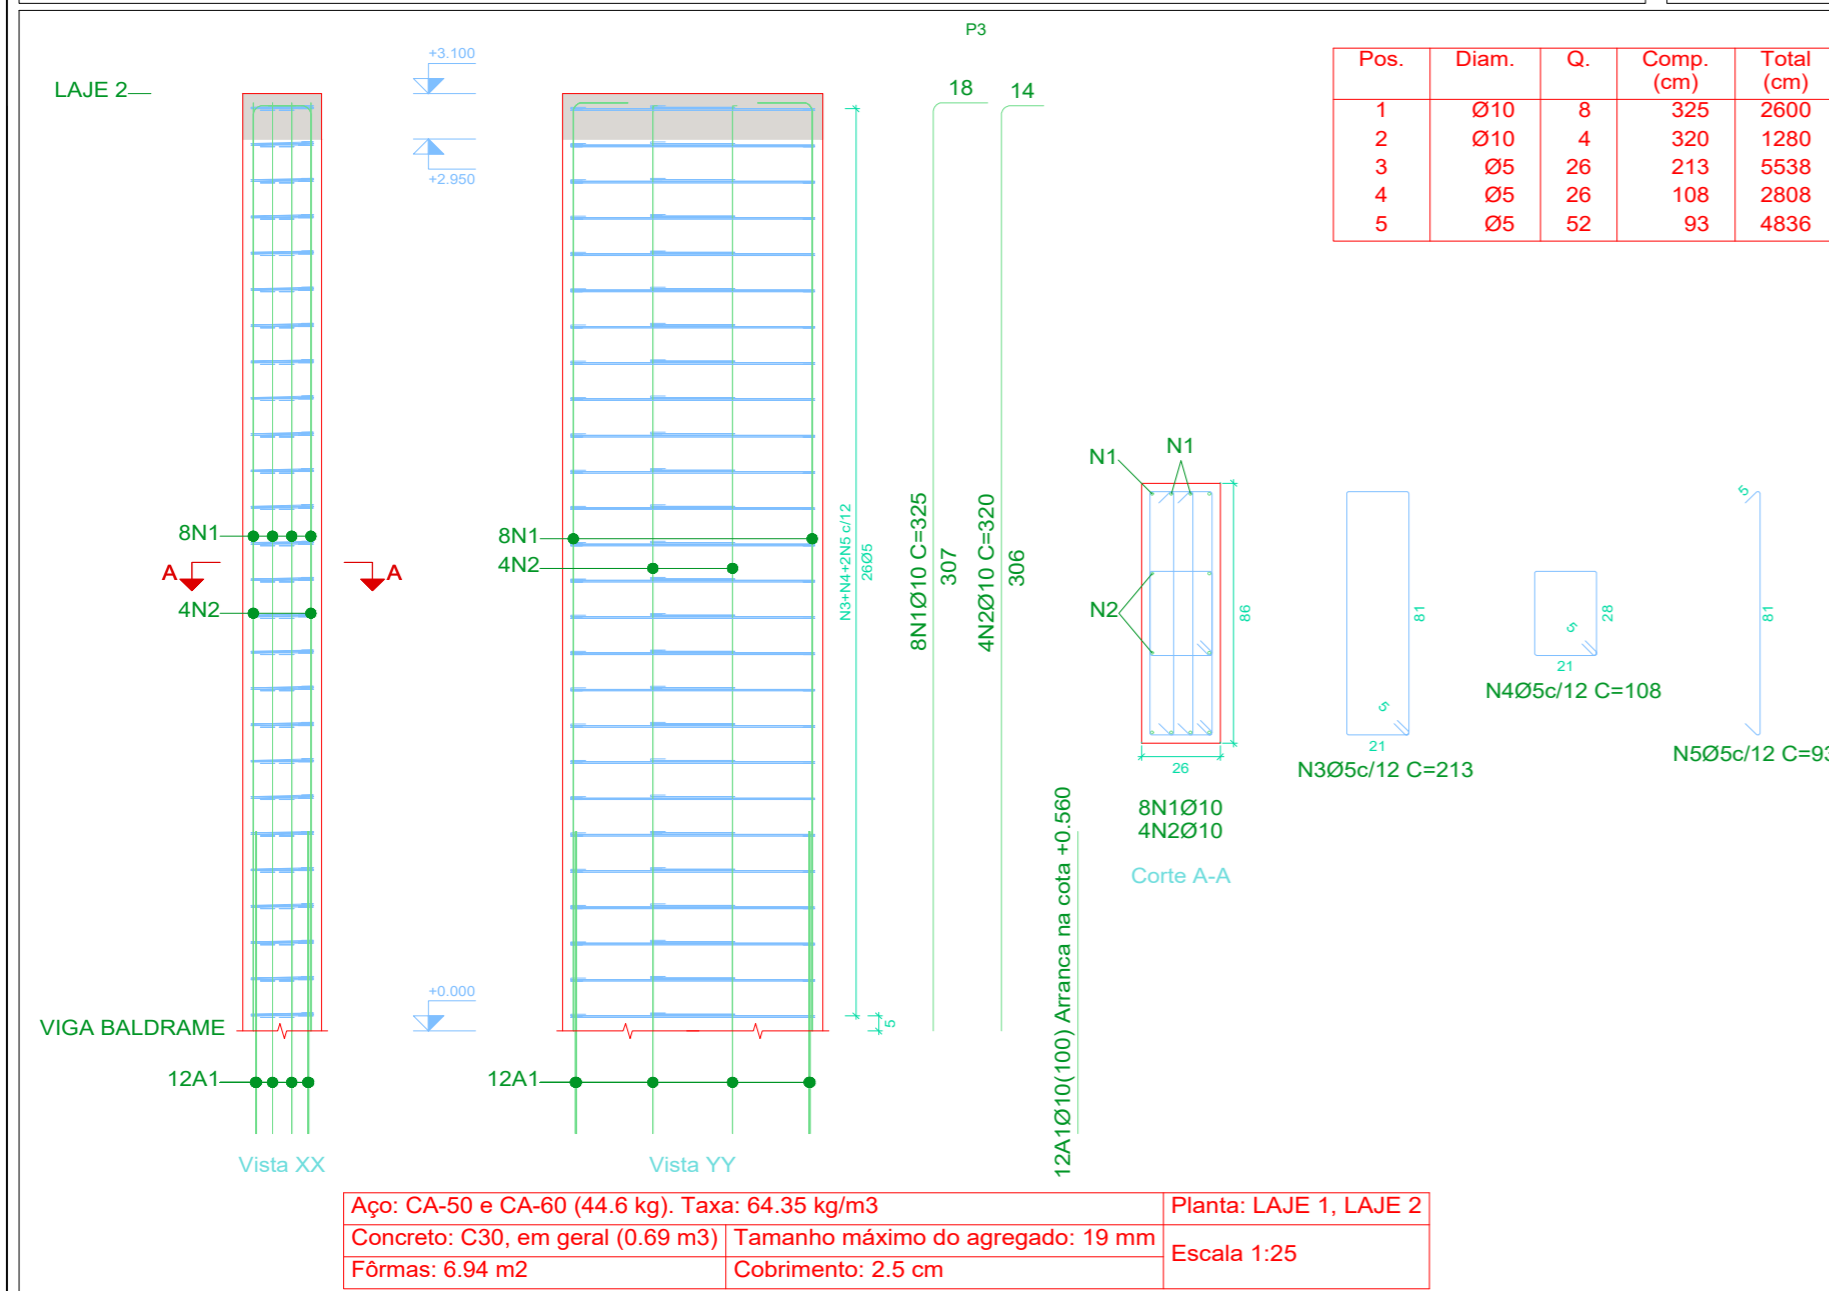 P3
LAJE 2
+3.100
+2.950
18
14
Pos. Diam. Q. Comp. (cm) Total (cm)
1 Ø10 8 325 2600
2 Ø10 4 320 1280
3 Ø5 26 213 5538
4 Ø5 26 108 2808
5 Ø5 52 93 4836
8N1
A
A
4N2
8N1
4N2
N3+N4+2N5 c/12
26Ø5
8N1Ø10 C=325
307
4N2Ø10 C=320
306
N1
N1
N2
86
26
8N1Ø10
4N2Ø10
Corte A-A
81
5
21
N3Ø5c/12 C=213
28
5
21
N4Ø5c/12 C=108
5
81
N5Ø5c/12 C=93
+0.000
5
VIGA BALDRAME
12A1
12A1
12A1Ø10(100) Arranca na cota +0.560
Vista XX
Vista YY
Aço: CA-50 e CA-60 (44.6 kg). Taxa: 64.35 kg/m3
Planta: LAJE 1, LAJE 2
Concreto: C30, em geral (0.69 m3)
Tamanho máximo do agregado: 19 mm
Escala 1:25
Fôrmas: 6.94 m2
Cobrimento: 2.5 cm